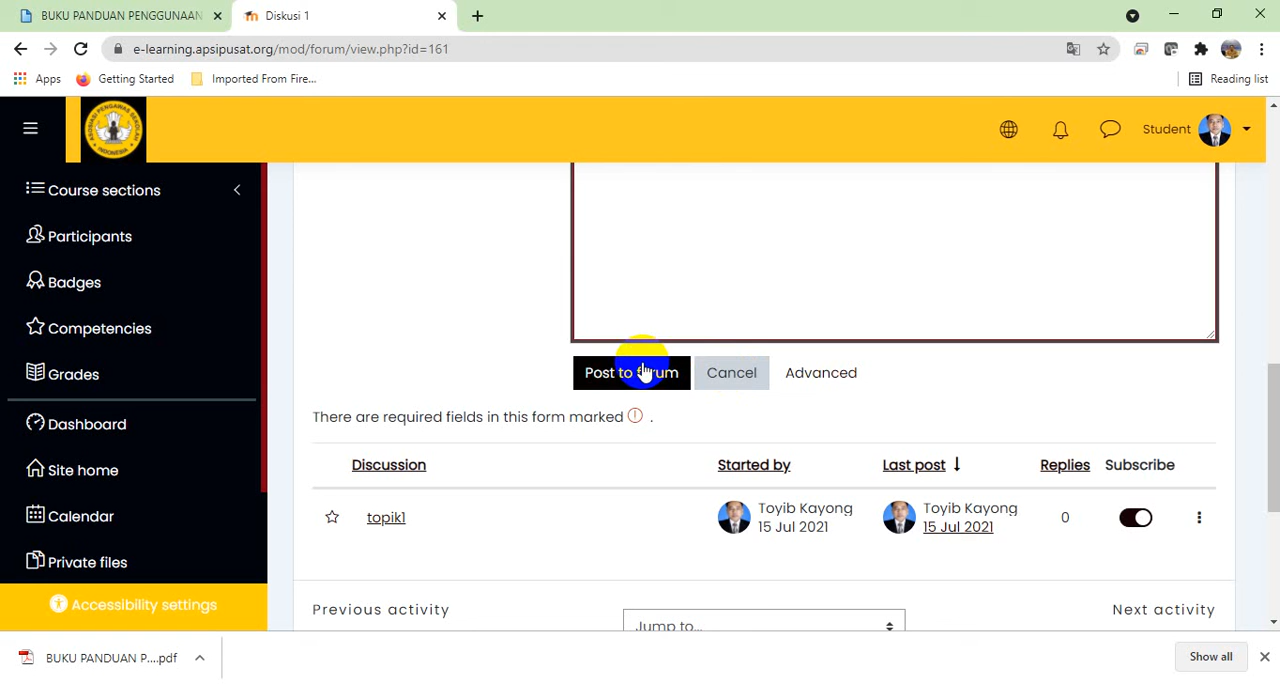 BUKU PANDUAN PENGGUNAAN
Diskusi 1
e-learning.apsipusat.org/mod/forum/view.php?id=161
Apps
Getting Started
Imported From Fire...
Reading list
Student
Course sections
Participants
Badges
Competencies
Grades
Dashboard
Site home
Calendar
Private files
Accessibility settings
Post to forum
Cancel
Advanced
There are required fields in this form marked .
Discussion Started by Last post Replies Subscribe
topik1
Toyib Kayong
15 Jul 2021
Toyib Kayong
15 Jul 2021
0
Previous activity
Jump to...
Next activity
BUKU PANDUAN P....pdf
Show all